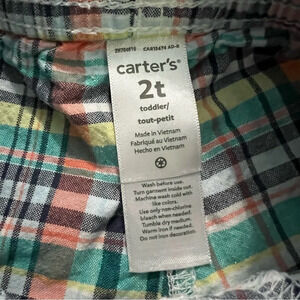 carter's®
2t
toddler/
tout-petit
Made in Vietnam
Fabriqué au Vietnam
Hecho en Vietnam
Wash before use.
Turn garment inside out.
Machine wash cold with
like colors.
Use only non-chlorine
bleach when needed.
Tumble dry medium.
Warm iron if needed.
Do not iron decoration.